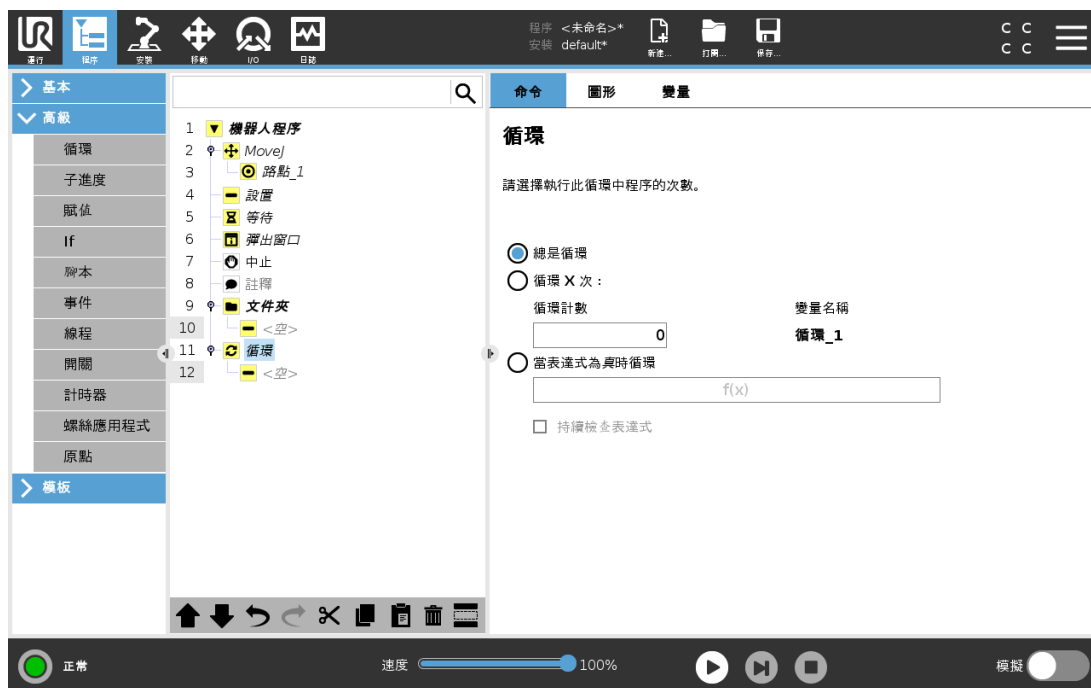 程序 <未命名>*
安裝 default*
UR
運行
程序
安裝
移動
I/O
日誌
新建...
打開...
保存...
C C
C C
基本
高級
循環
子進度
賦值
If
腳本
事件
線程
開關
計時器
螺絲應用程式
原點
模板
1 機器人程序
2 MoveJ
3 路點_1
4 設置
5 等待
6 彈出窗口
7 中止
8 註釋
9 文件夾
10 <空>
11 循環
12 <空>
命令 圖形 變量
循環
請選擇執行此循環中程序的次數。
總是循環
循環 X 次：
循環計數 變量名稱
0 循環_1
當表達式為真時循環
f(x)
持續檢查表達式
正常
速度 100%
模擬